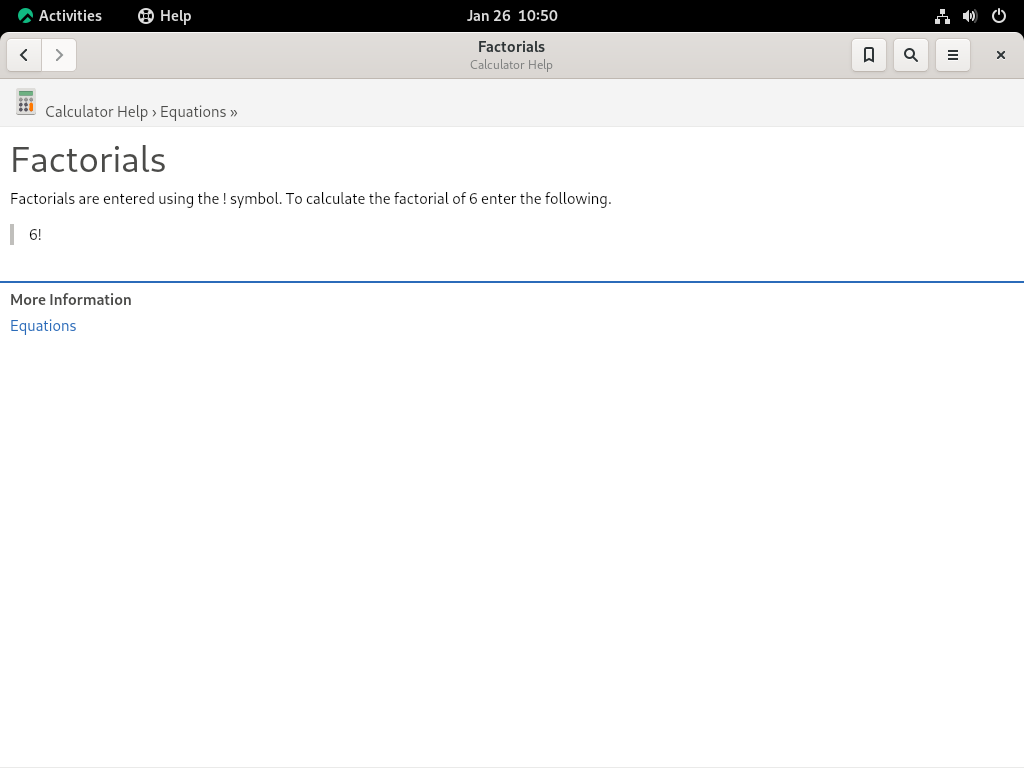 Activities
Help
Jan 26 10:50
Factorials
Calculator Help
Calculator Help › Equations »
Factorials
Factorials are entered using the ! symbol. To calculate the factorial of 6 enter the following.
6!
More Information
Equations